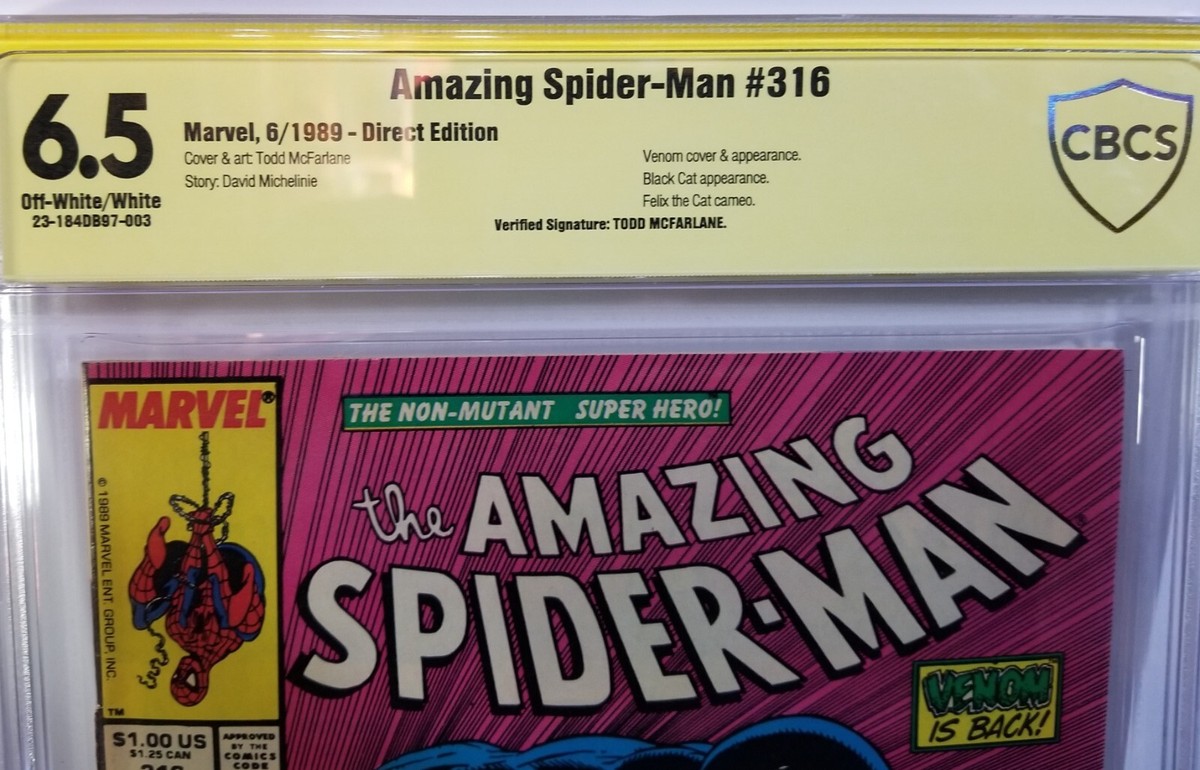 Amazing Spider-Man #316
6.5
Off-White/White
23-184DB97-003
Marvel, 6/1989 - Direct Edition
Cover & art: Todd McFarlane
Story: David Michelinie
Venom cover & appearance.
Black Cat appearance.
Felix the Cat cameo.
Verified Signature: TODD MCFARLANE.
CBCS
MARVEL®
© 1989 MARVEL ENT. GROUP, INC.
TM
$1.00 US
$1.25 CAN
316
APPROVED
BY THE
COMICS
CODE
THE NON-MUTANT SUPER HERO!
the AMAZING
SPIDER-MAN
VENOM
IS BACK!